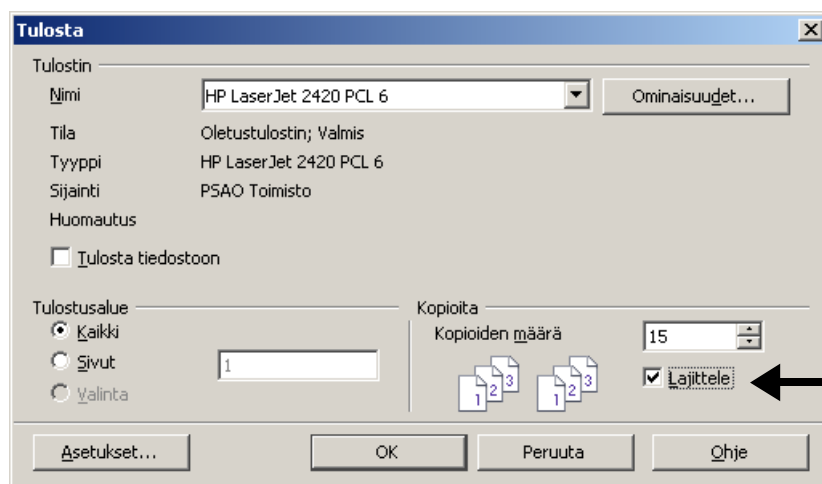 Tulosta
Tulostin
Nimi HP LaserJet 2420 PCL 6 Ominaisuudet...
Tila Oletustulostin; Valmis
Tyyppi HP LaserJet 2420 PCL 6
Sijainti PSAO Toimisto
Huomautus
Tulosta tiedostoon
Tulostusalue Kopioita
Kaikki Kopioiden määrä 15
Sivut 1
Valinta
1 2 3 1 2 3 Lajittele
Asetukset... OK Peruuta Ohje